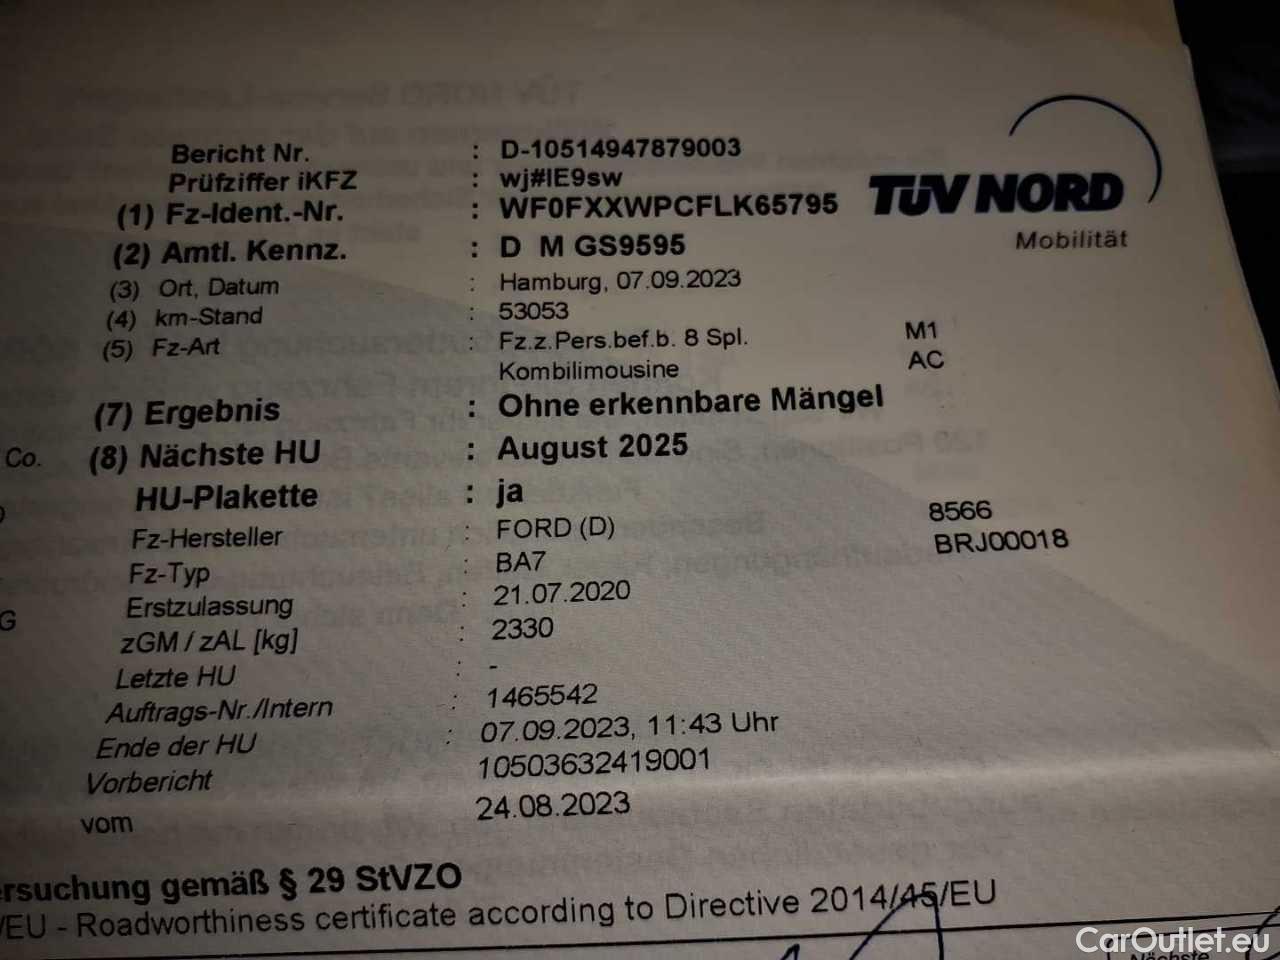 Bericht Nr. : D-10514947879003
Prüfziffer iKFZ : wj#IE9sw
(1) Fz-Ident.-Nr. : WF0FXXWPCFLK65795
TÜV NORD
Mobilität
(2) Amtl. Kennz. : D M GS9595
(3) Ort, Datum : Hamburg, 07.09.2023
(4) km-Stand : 53053
(5) Fz-Art : Fz.z.Pers.bef.b. 8 Spl. M1
Kombilimousine AC
(7) Ergebnis : Ohne erkennbare Mängel
Co. (8) Nächste HU : August 2025
HU-Plakette : ja
Fz-Hersteller : FORD (D) 8566
Fz-Typ : BA7 BRJ00018
Erstzulassung : 21.07.2020
G
zGM / zAL [kg] : 2330
Letzte HU : -
Auftrags-Nr./Intern : 1465542
Ende der HU : 07.09.2023, 11:43 Uhr
Vorbericht 10503632419001
vom 24.08.2023
ersuchung gemäß § 29 StVZO
/EU - Roadworthiness certificate according to Directive 2014/45/EU
Nächste
CarOutlet.eu